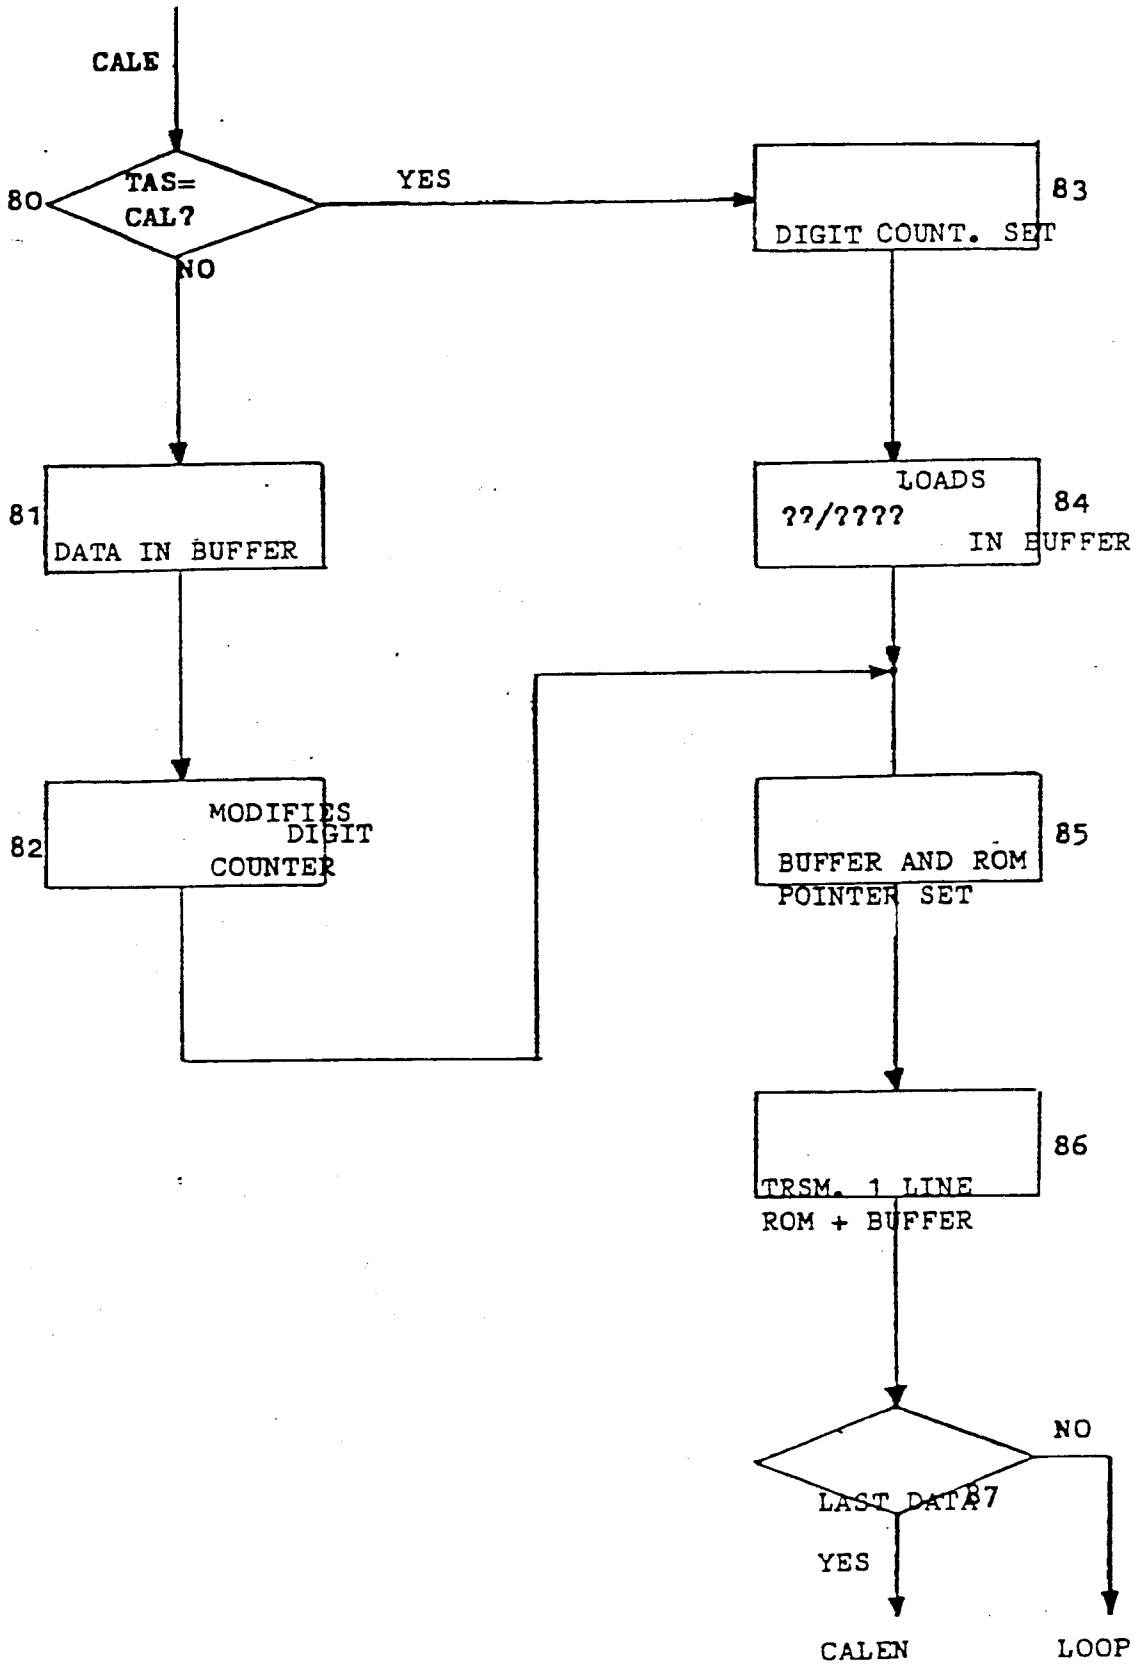 CALE
80
TAS=
CAL?
YES
NO
83
DIGIT COUNT. SET
81
DATA IN BUFFER
LOADS
84
??/????
IN BUFFER
82
MODIFIES
DIGIT
COUNTER
85
BUFFER AND ROM
POINTER SET
86
TRSM. 1 LINE
ROM + BUFFER
NO
LAST DATA 87
YES
CALEN
LOOP